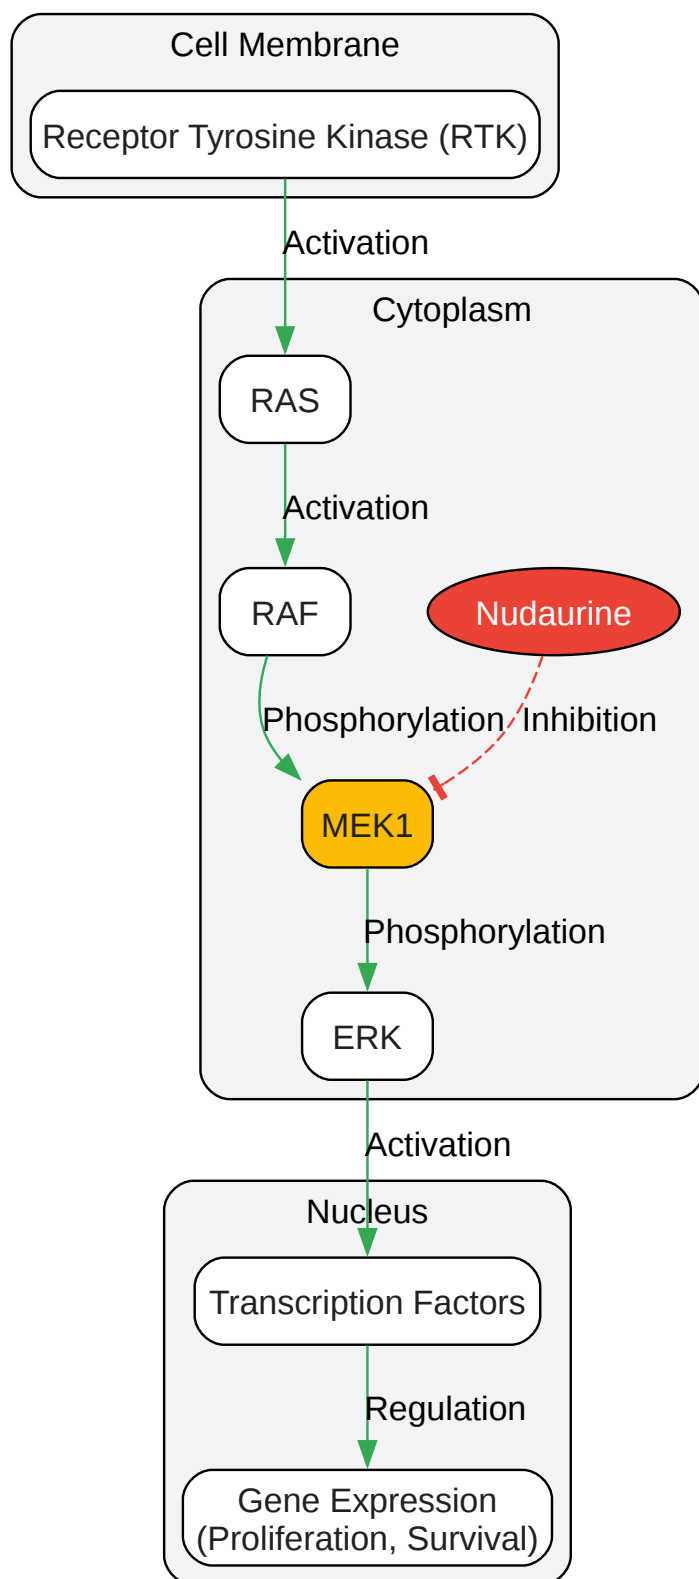 Cell Membrane
Receptor Tyrosine Kinase (RTK)
Activation
Cytoplasm
RAS
Activation
RAF
Nudaurine
Phosphorylation
Inhibition
MEK1
Phosphorylation
ERK
Activation
Nucleus
Transcription Factors
Regulation
Gene Expression
(Proliferation, Survival)